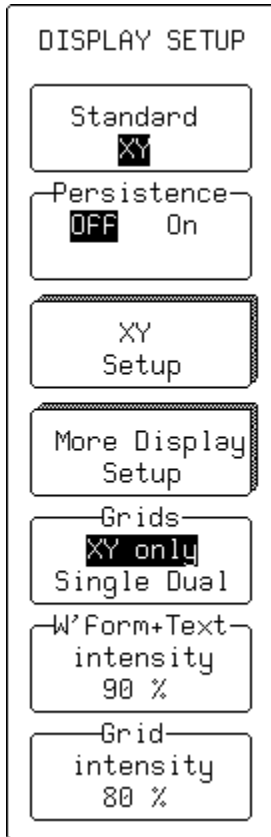 DISPLAY SETUP
Standard
XY
Persistence
OFF On
XY
Setup
More Display
Setup
Grids
XY only
Single Dual
W'Form+Text
intensity
90 %
Grid
intensity
80 %